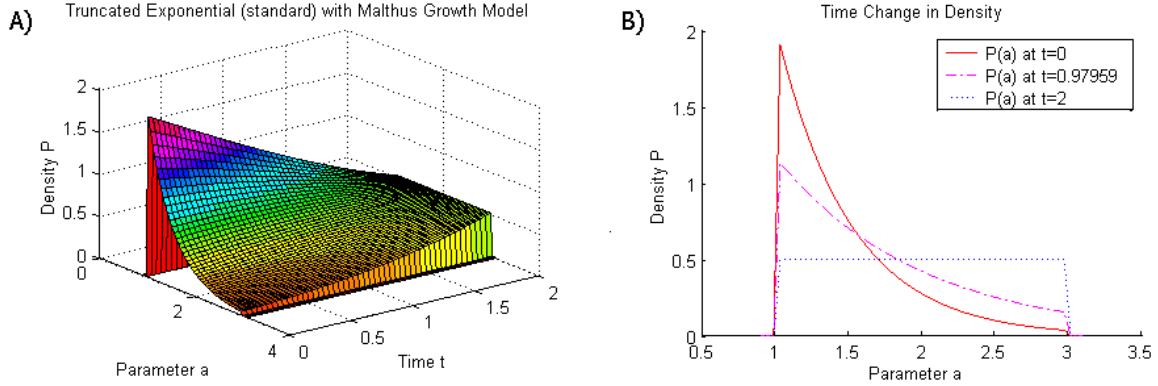 A)
Truncated Exponential (standard) with Malthus Growth Model
Density P
2
1.5
1
0.5
0
0
2
4
Parameter a
0
0.5
1
1.5
2
Time t
B)
Time Change in Density
Density P
2
1.5
1
0.5
0
0.5
1
1.5
2
2.5
3
3.5
Parameter a
P(a) at t=0
P(a) at t=0.97959
P(a) at t=2